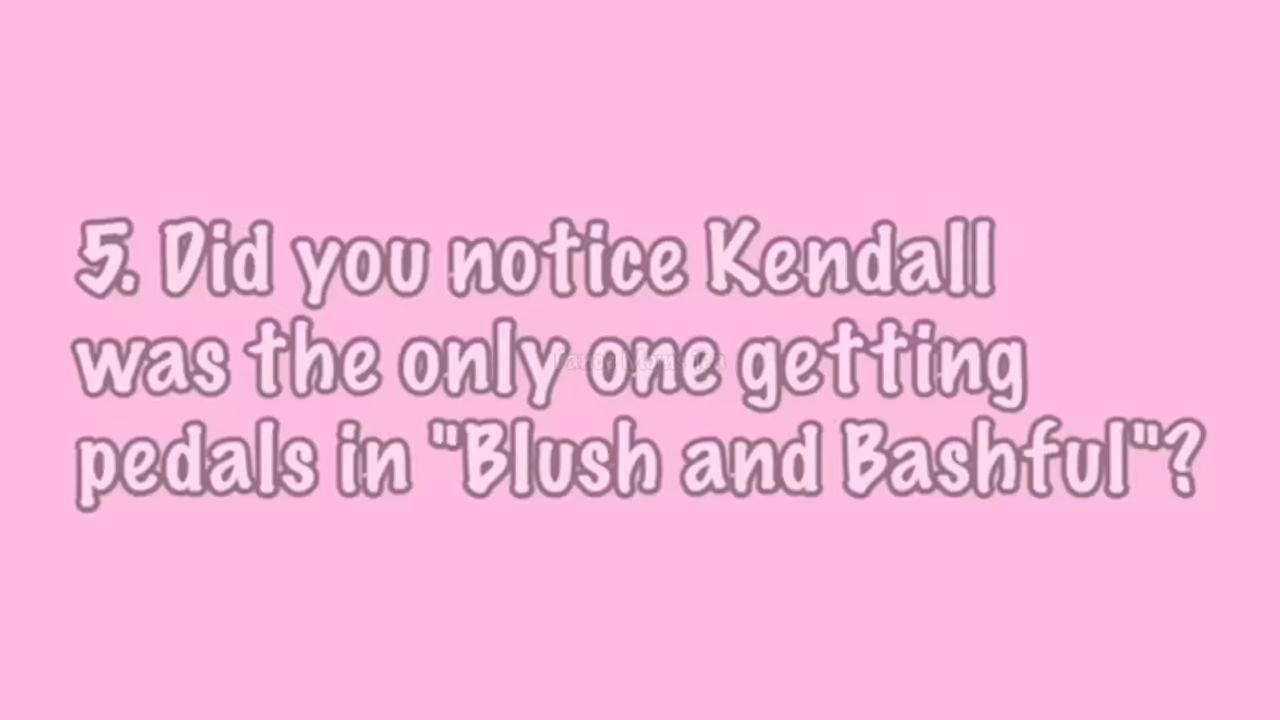 5. Did you notice Kendall
was the only one getting
pedals in "Blush and Bashful"?